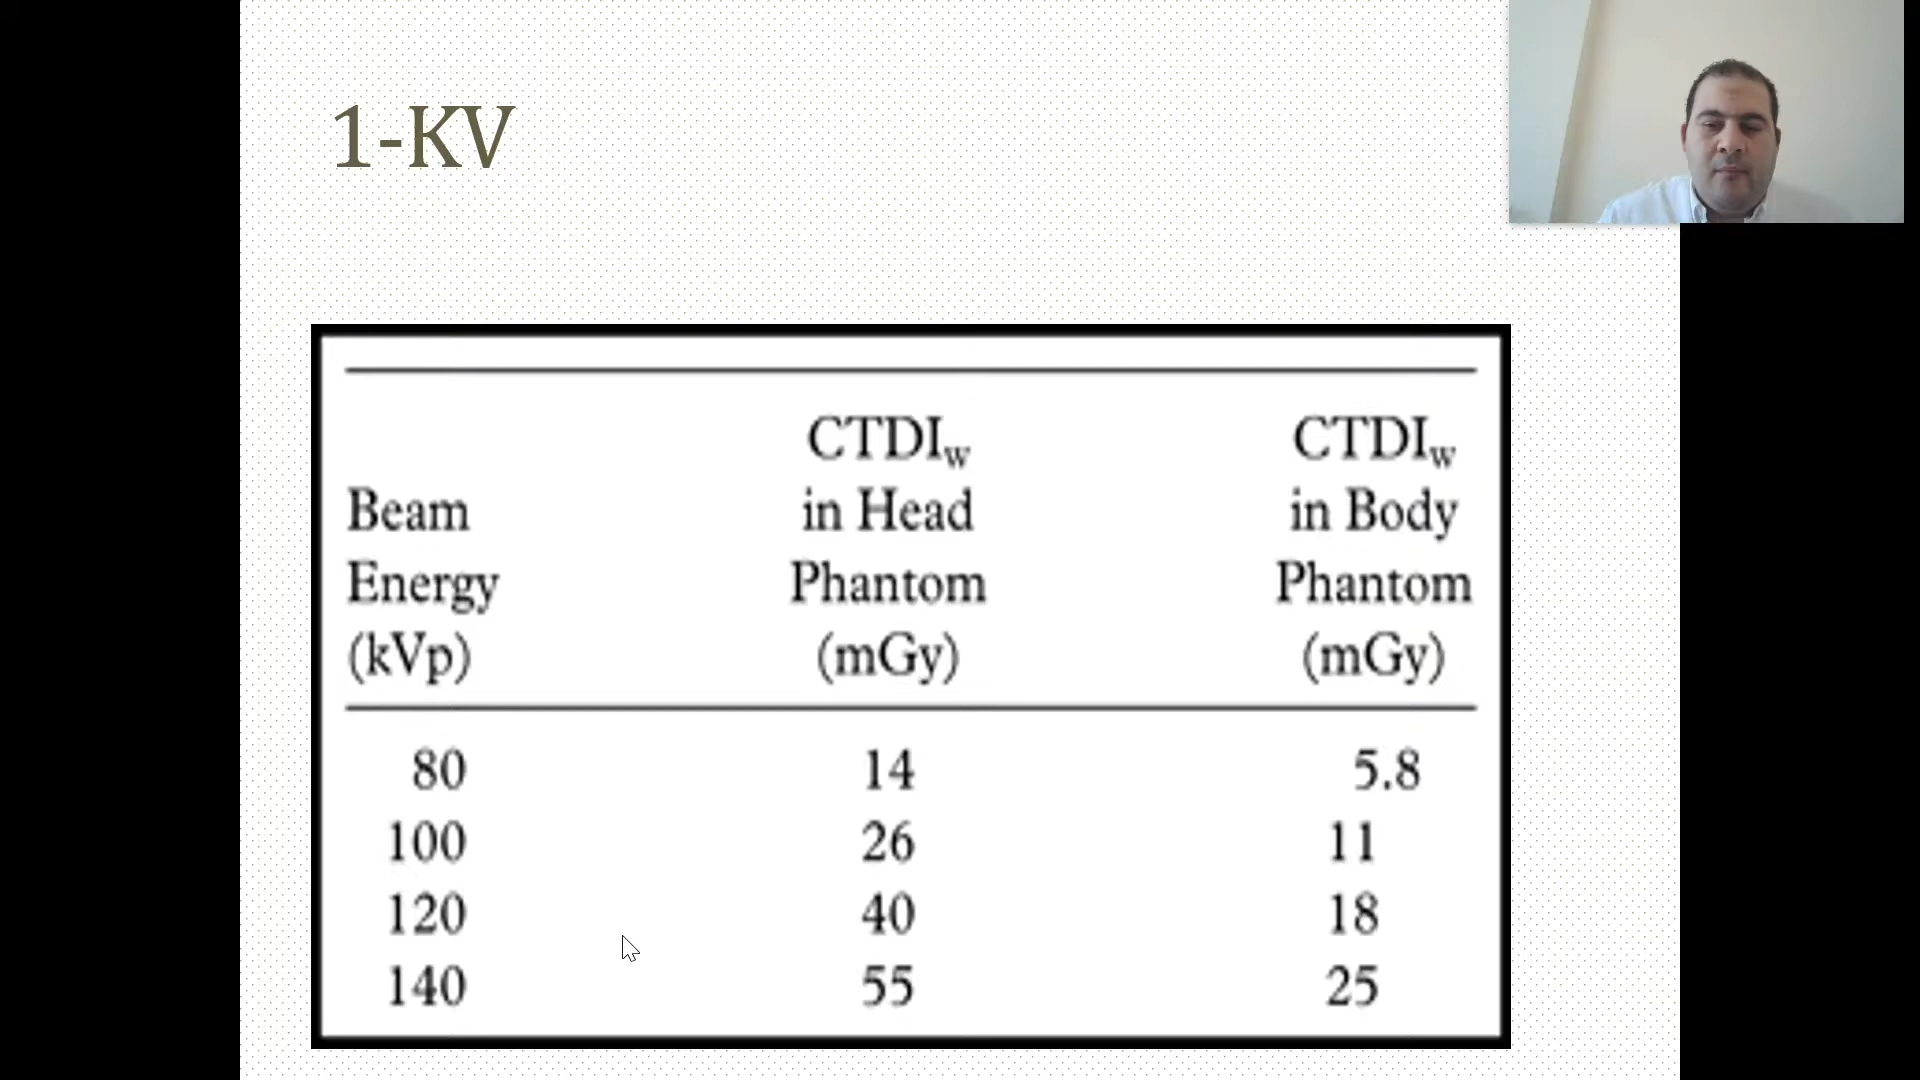 1-KV
CTDIw CTDIw
Beam in Head in Body
Energy Phantom Phantom
(kVp) (mGy) (mGy)
80 14 5.8
100 26 11
120 40 18
140 55 25